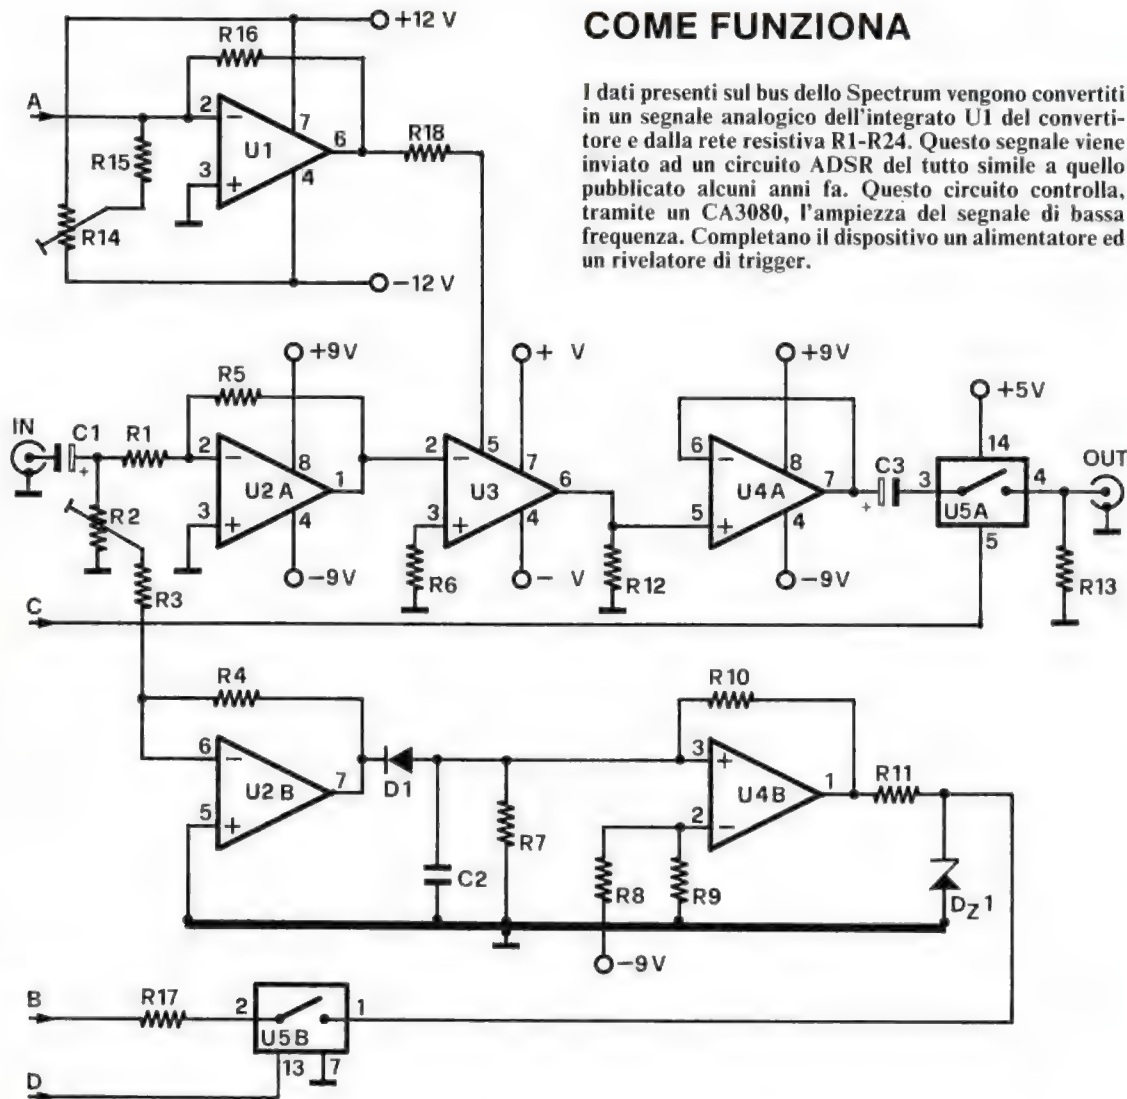 COME FUNZIONA
I dati presenti sul bus dello Spectrum vengono convertiti
in un segnale analogico dell'integrato U1 del converti-
tore e dalla rete resistiva R1-R24. Questo segnale viene
inviato ad un circuito ADSR del tutto simile a quello
pubblicato alcuni anni fa. Questo circuito controlla,
tramite un CA3080, l'ampiezza del segnale di bassa
frequenza. Completano il dispositivo un alimentatore ed
un rivelatore di trigger.
+12 V
R16
A
2
−
7
R15
U1
6
R18
3
+
4
R14
−12 V
+9V
+ V
+9V
+5V
R5
IN
C1
+
R1
2
−
8
U2A
1
3
+
4
−9V
R2
R3
2
−
5
7
U3
6
3
+
4
R6
− V
R12
6
−
8
U4A
7
5
+
4
−9V
C3
+
14
3
4
U5A
5
OUT
R13
C
R4
6
−
U2B
7
5
+
D1
C2
R7
R10
3
+
U4B
1
2
−
R8
R9
−9V
R11
DZ1
B
R17
2
1
U5B
13
7
D